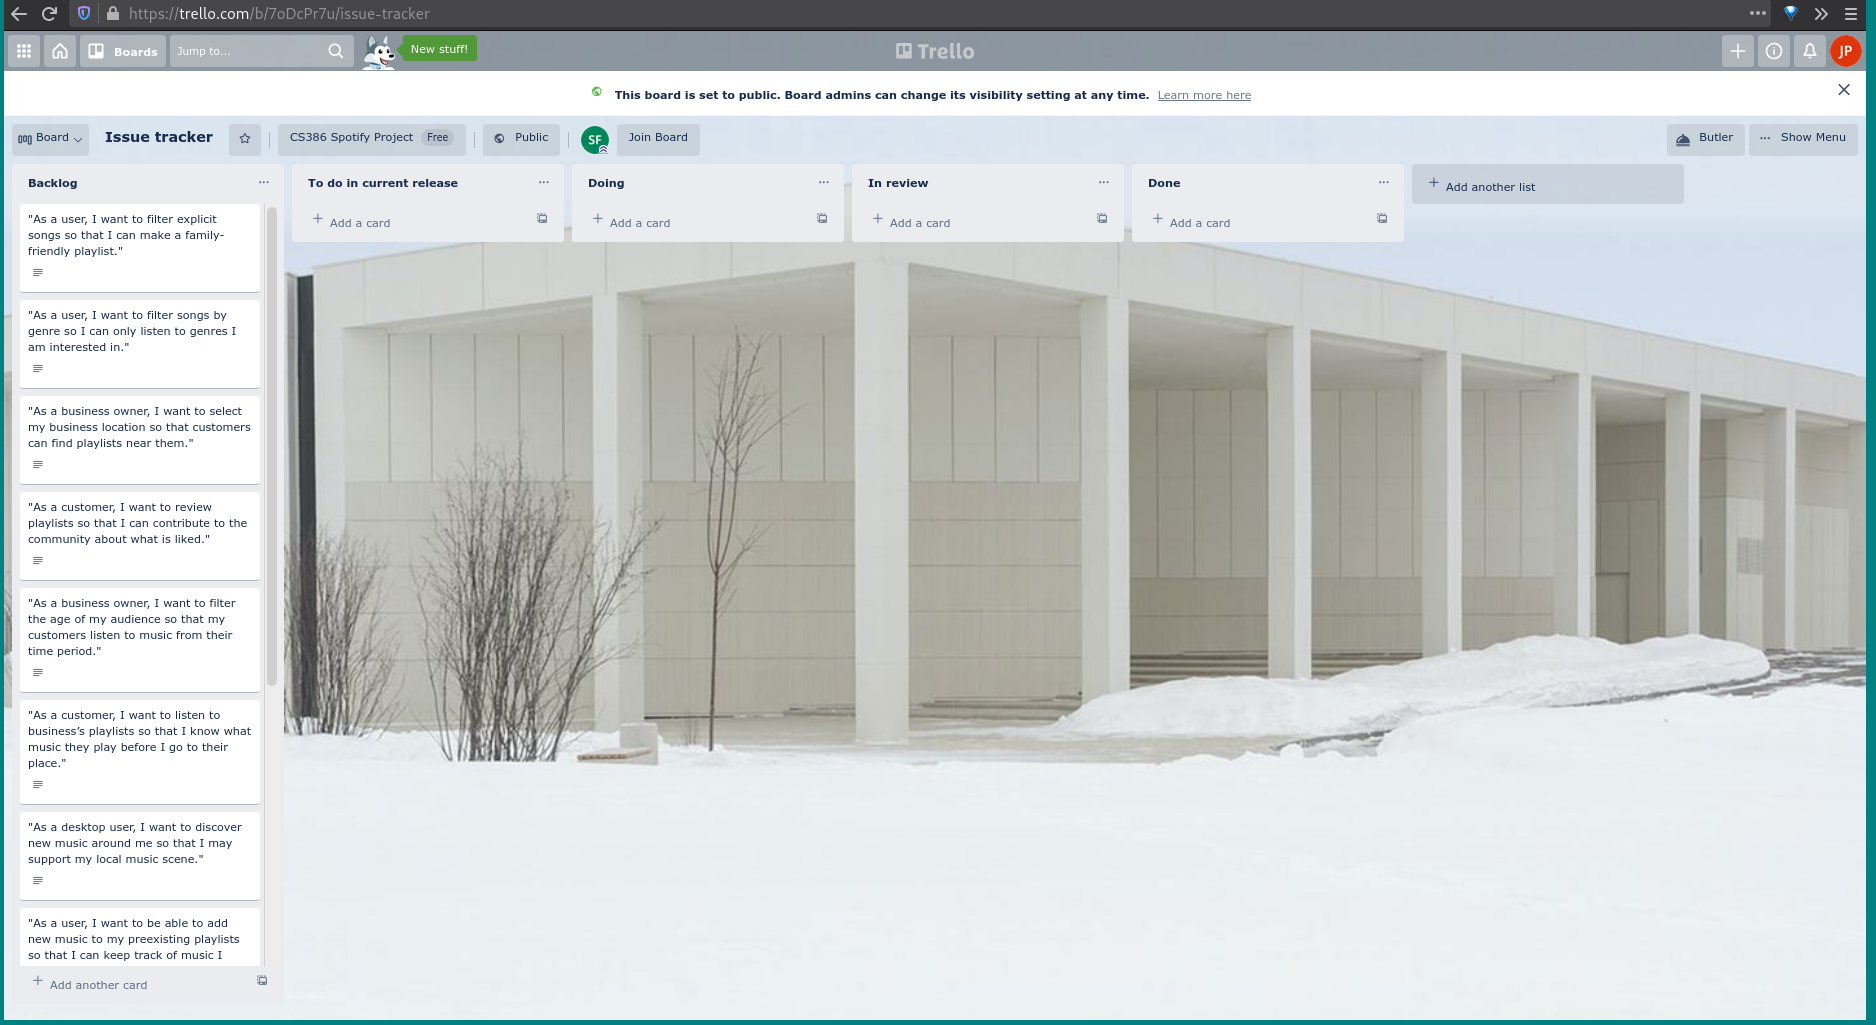 https://trello.com/b/7oDcPr7u/issue-tracker
Boards
Jump to...
New stuff!
Trello
JP
This board is set to public. Board admins can change its visibility setting at any time. Learn more here
Board
Issue tracker
CS386 Spotify Project Free
Public
SF
Join Board
Butler
Show Menu
Backlog
"As a user, I want to filter explicit
songs so that I can make a family-
friendly playlist."
"As a user, I want to filter songs by
genre so I can only listen to genres I
am interested in."
"As a business owner, I want to select
my business location so that customers
can find playlists near them."
"As a customer, I want to review
playlists so that I can contribute to the
community about what is liked."
"As a business owner, I want to filter
the age of my audience so that my
customers listen to music from their
time period."
"As a customer, I want to listen to
business's playlists so that I know what
music they play before I go to their
place."
"As a desktop user, I want to discover
new music around me so that I may
support my local music scene."
"As a user, I want to be able to add
new music to my preexisting playlists
so that I can keep track of music I
+ Add another card
To do in current release
+ Add a card
Doing
+ Add a card
In review
+ Add a card
Done
+ Add a card
+ Add another list